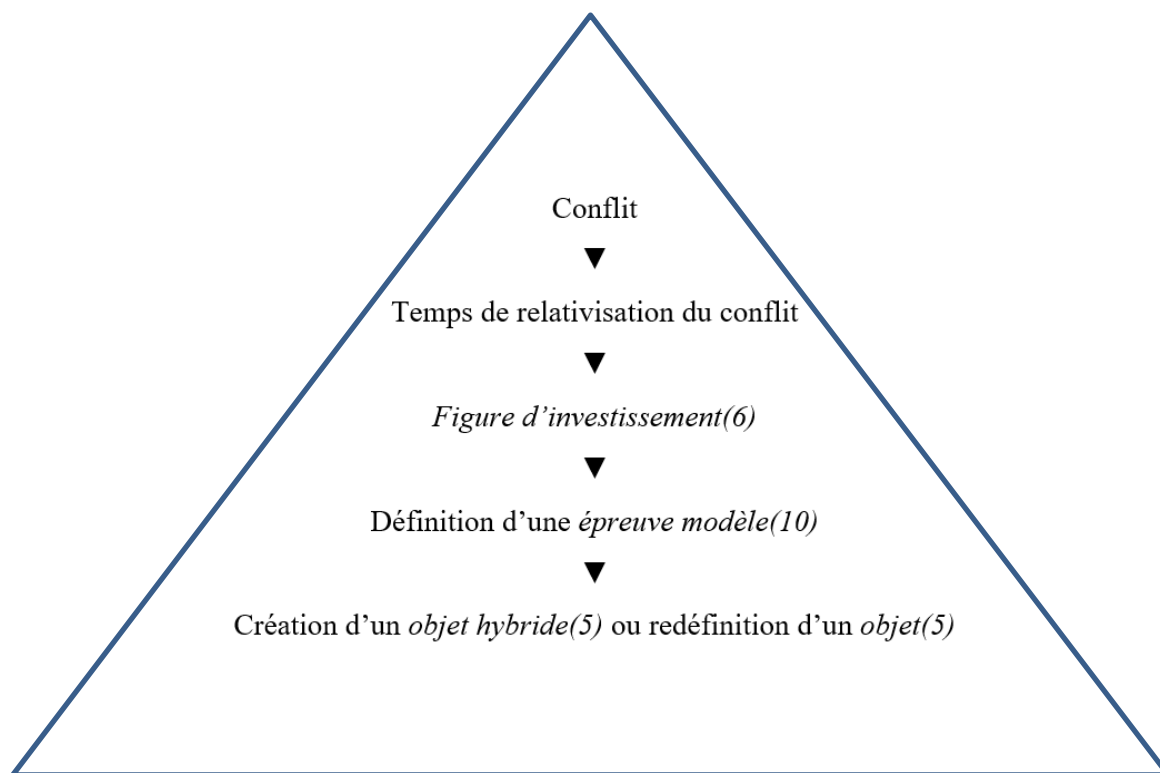 Conflit
▼
Temps de relativisation du conflit
▼
Figure d’investissement(6)
▼
Définition d’une épreuve modèle(10)
▼
Création d’un objet hybride(5) ou redéfinition d’un objet(5)